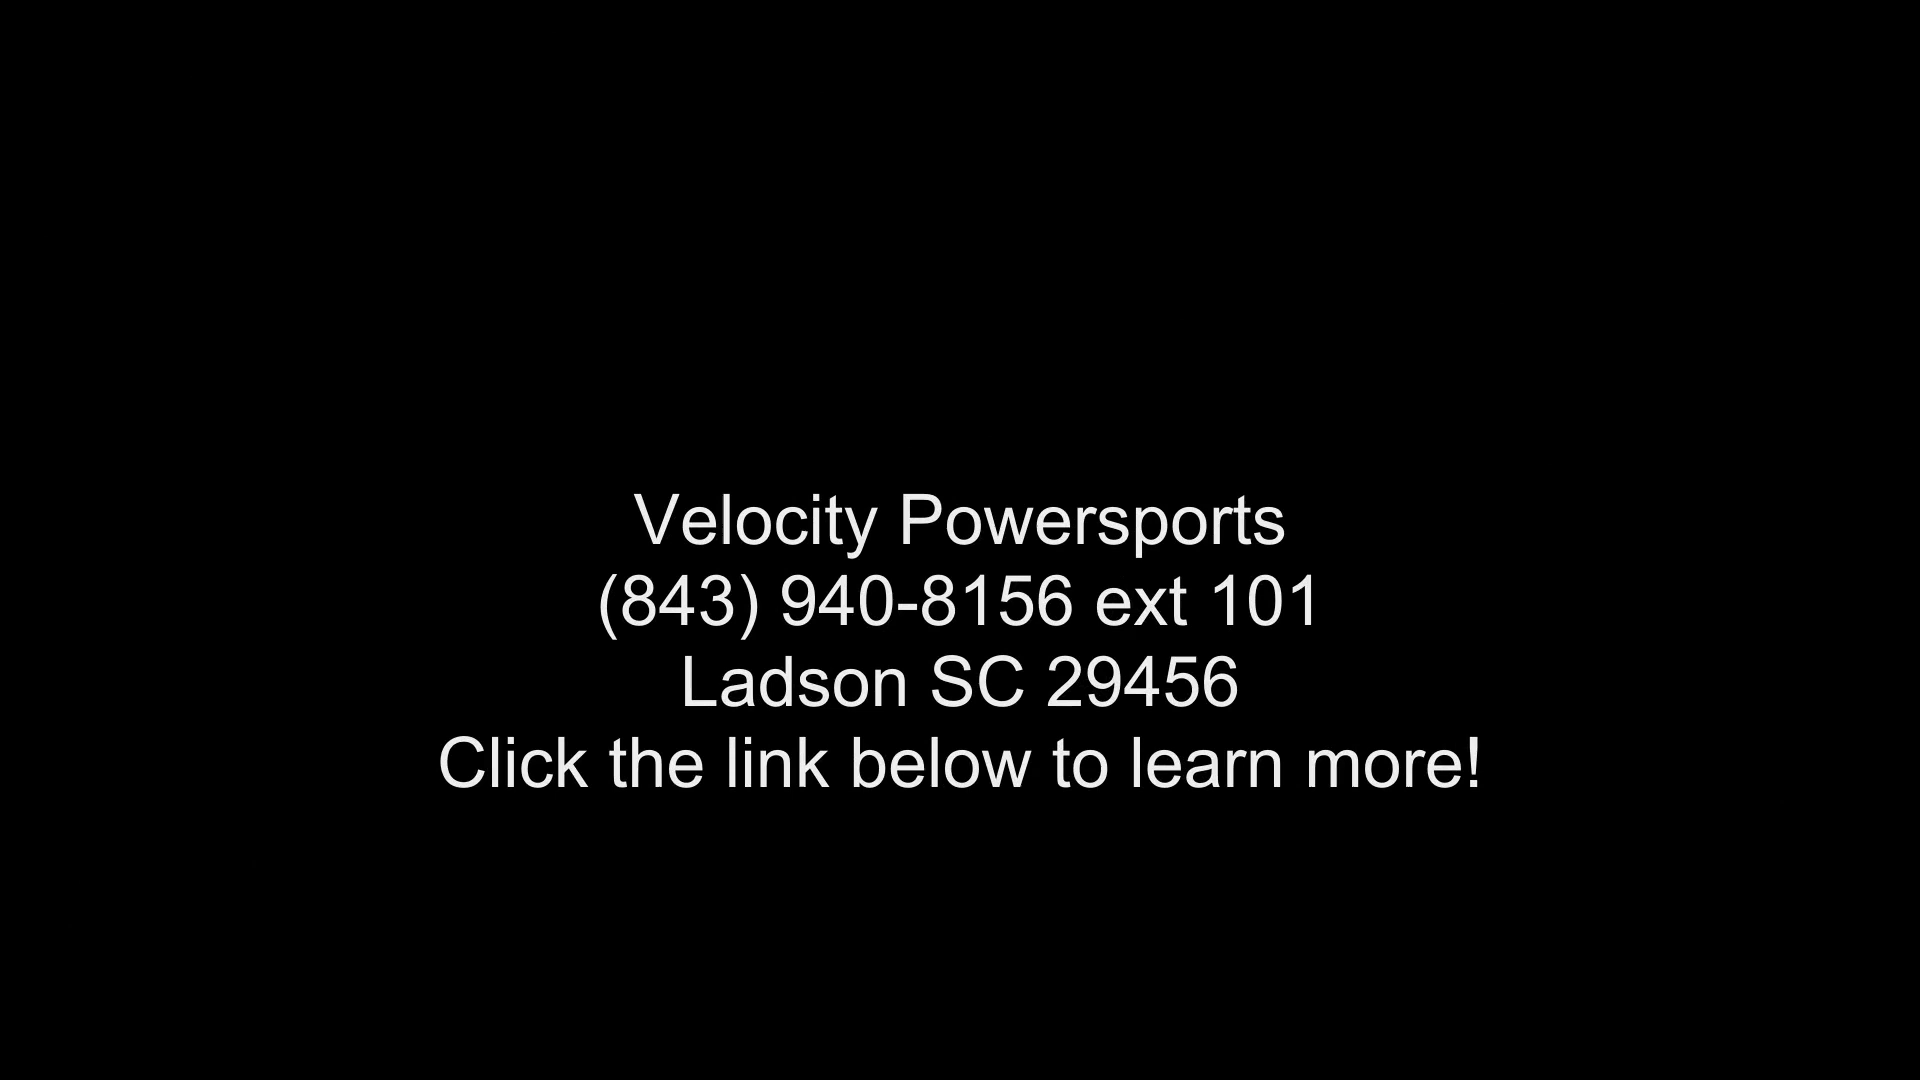 Velocity Powersports
(843) 940-8156 ext 101
Ladson SC 29456
Click the link below to learn more!